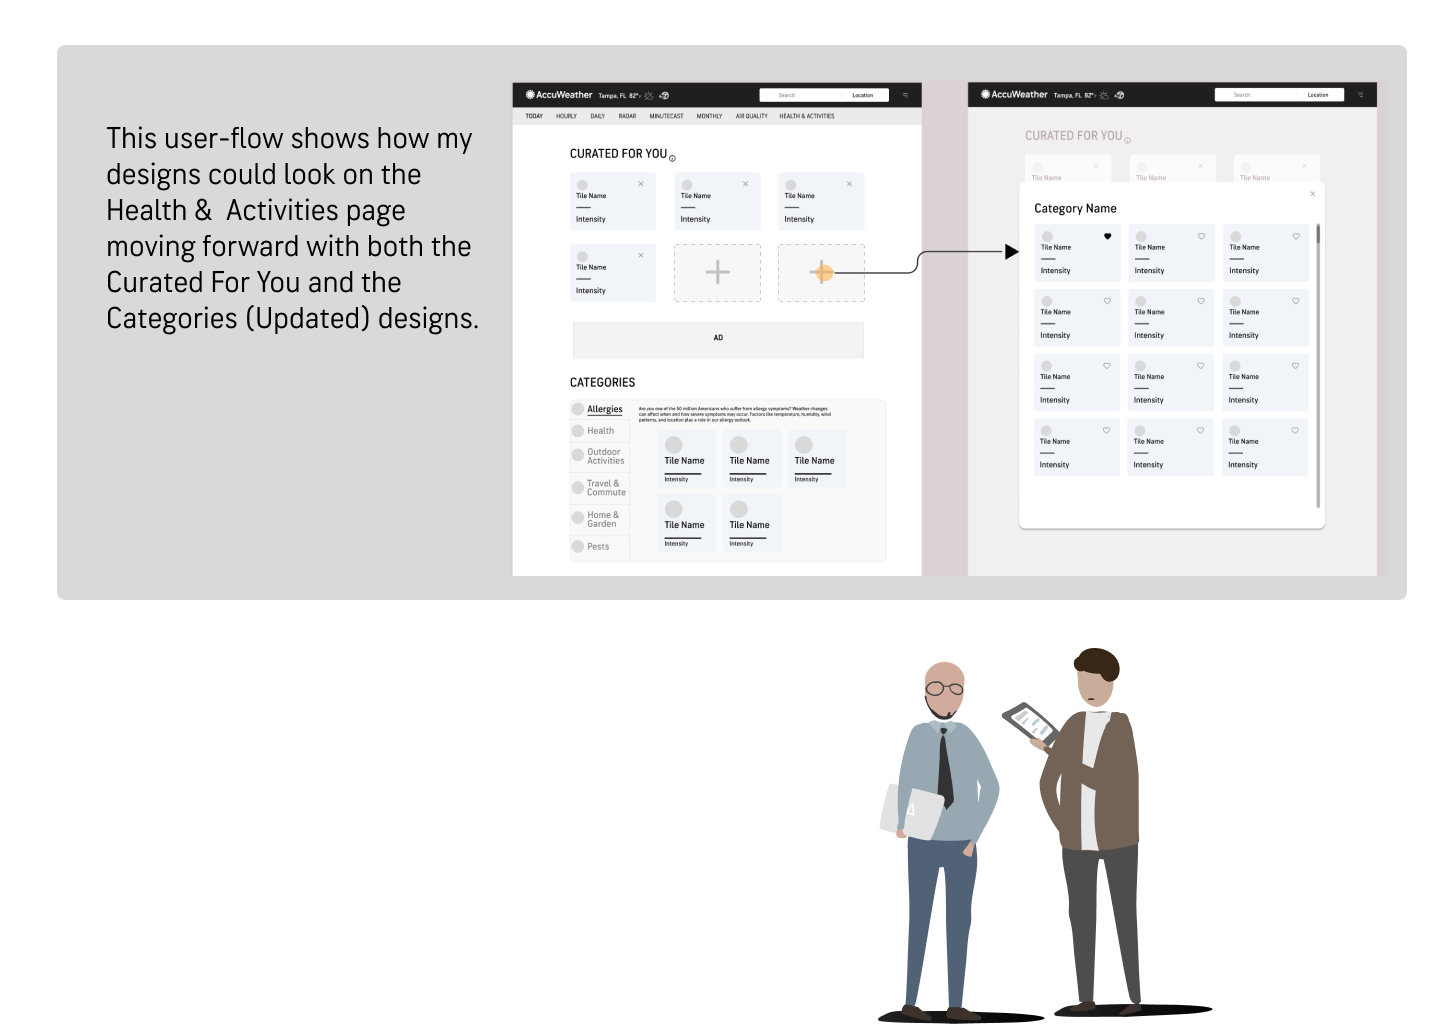 This user-flow shows how my
designs could look on the
Health &  Activities page
moving forward with both the
Curated For You and the
Categories (Updated) designs.
AccuWeather Tampa, FL 82°F
Search Location
TODAY HOURLY DAILY RADAR MINUTECAST MONTHLY AIR QUALITY HEALTH & ACTIVITIES
CURATED FOR YOU
Tile Name Tile Name Tile Name
Intensity Intensity Intensity
Tile Name
Intensity
AD
CATEGORIES
Allergies
Health
Outdoor
Activities
Travel &
Commute
Home &
Garden
Pests
Are you one of the 50 million Americans who suffer from allergy symptoms? Weather changes
can affect when and how severe symptoms may occur. Factors like temperature, humidity, wind
patterns, and location play a role in our allergy outlook.
Tile Name Tile Name Tile Name
Intensity Intensity Intensity
Tile Name Tile Name
Intensity Intensity
AccuWeather Tampa, FL 82°F
Search Location
CURATED FOR YOU
Tile Name Tile Name Tile Name
Category Name
Tile Name Tile Name Tile Name
Intensity Intensity Intensity
Tile Name Tile Name Tile Name
Intensity Intensity Intensity
Tile Name Tile Name Tile Name
Intensity Intensity Intensity
Tile Name Tile Name Tile Name
Intensity Intensity Intensity